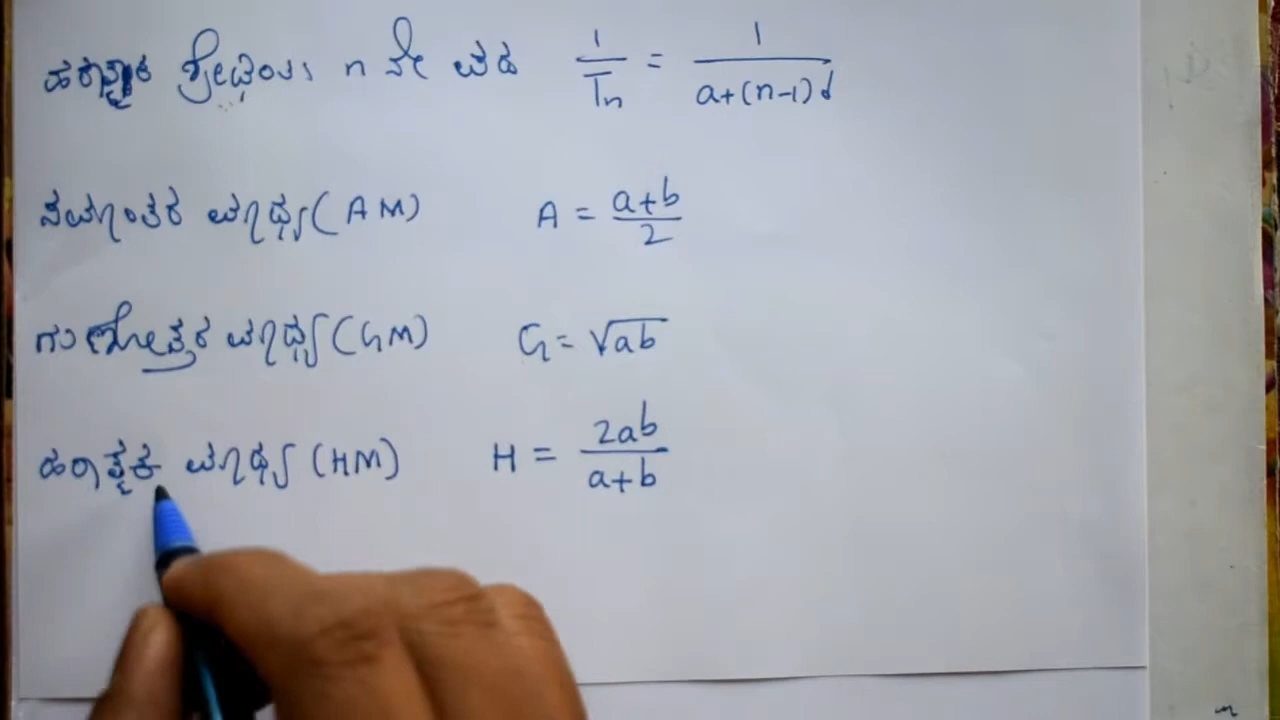 ಹರಾತ್ಮಕ ಶ್ರೇಢಿಯ n ನೇ ಪದ 1/Tn = 1/(a+(n-1)d)
ಸಮಾಂತರ ಮಾಧ್ಯ (AM) A = (a+b)/2
ಗುಣೋತ್ತರ ಮಾಧ್ಯ (GM) G = √ab
ಹರಾತ್ಮಕ ಮಾಧ್ಯ (HM) H = 2ab/(a+b)